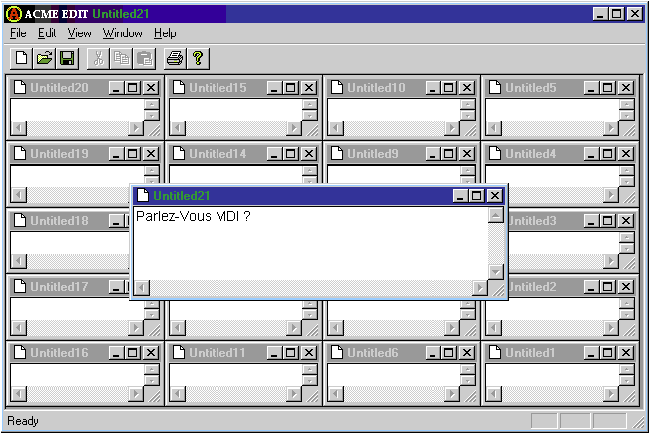 ACME EDIT Untitled21
File Edit View Window Help
Untitled20 Untitled15 Untitled10 Untitled5
Untitled19 Untitled14 Untitled9 Untitled4
Untitled21
Parlez-Vous MDI ?
Untitled18 Untitled3
Untitled17 Untitled2
Untitled16 Untitled11 Untitled6 Untitled1
Ready